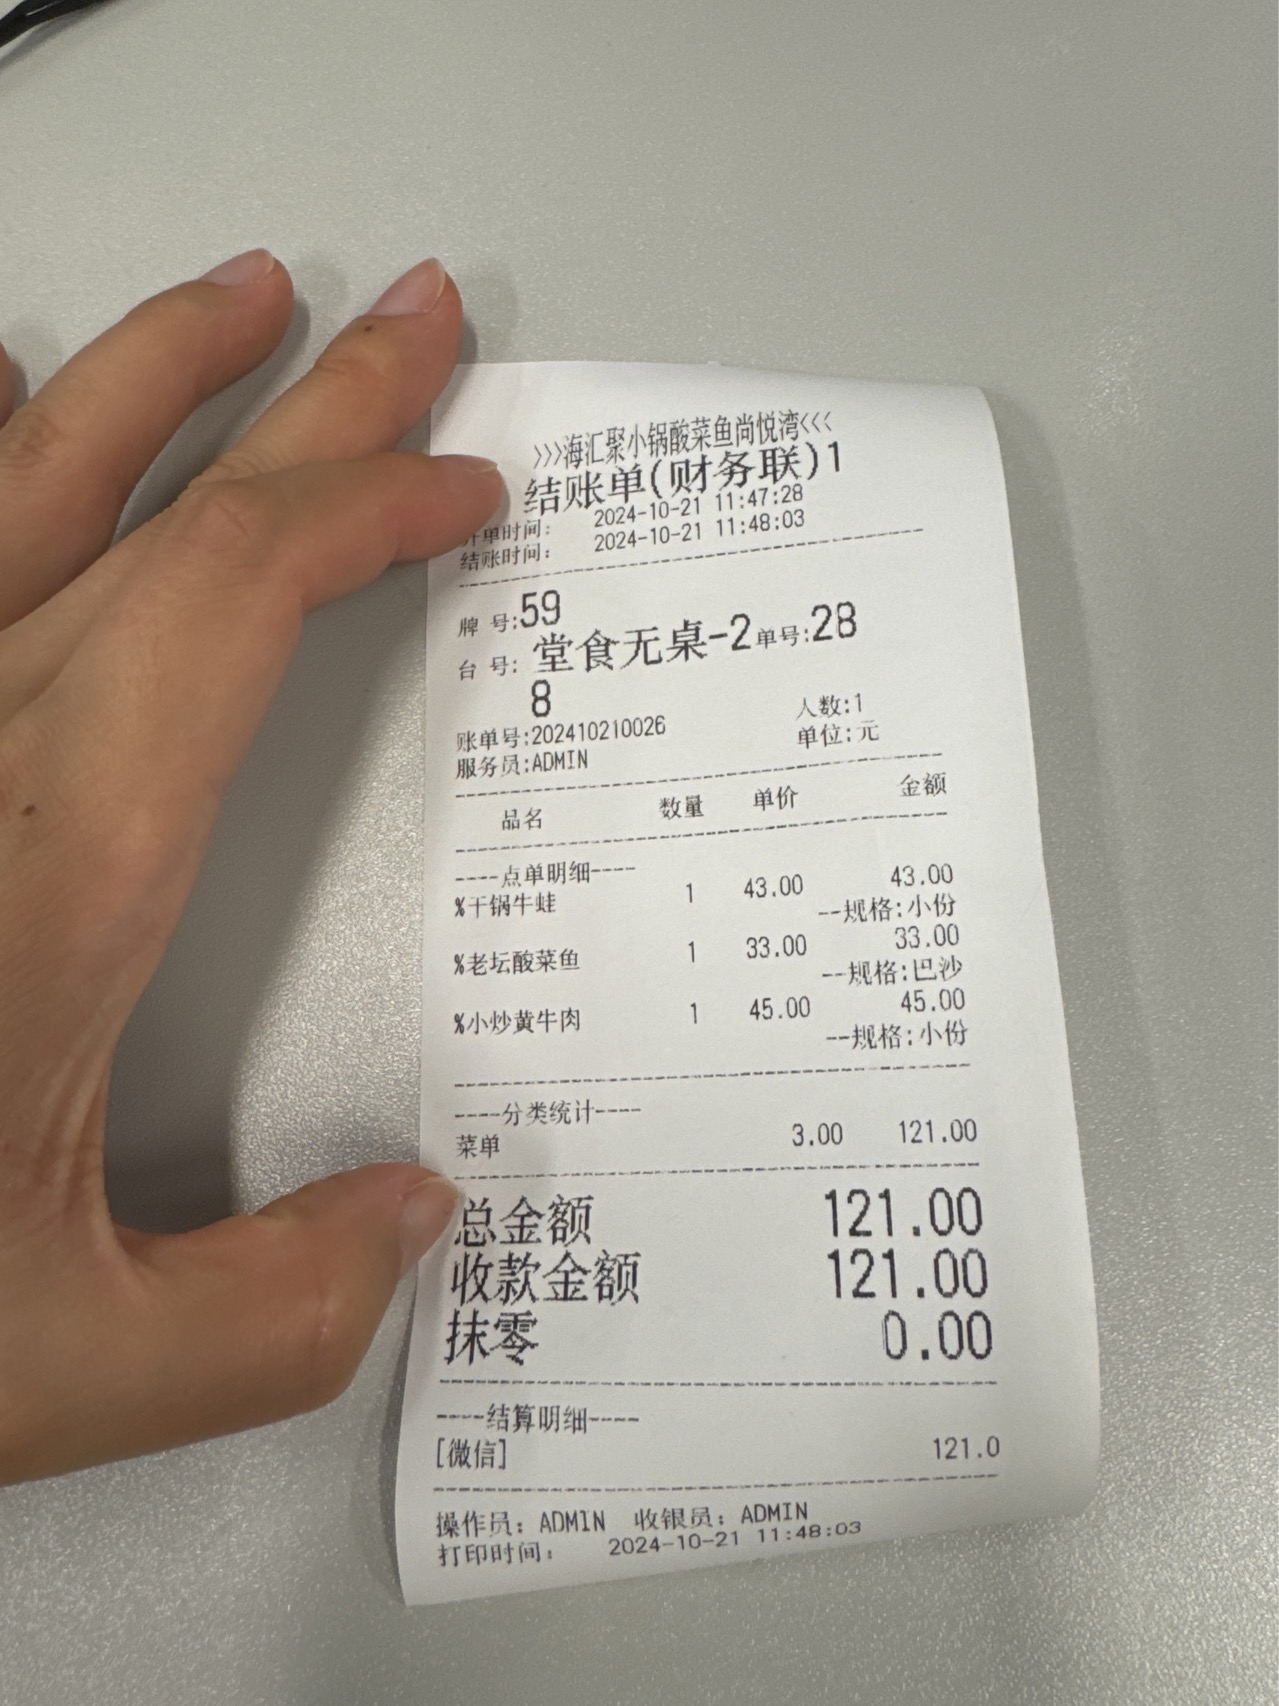 >>>海汇聚小锅酸菜鱼尚悦湾<<<
结账单(财务联)1
开单时间: 2024-10-21 11:47:28
结账时间: 2024-10-21 11:48:03
牌 号:59
台 号: 堂食无桌-2 单号:28
8
账单号:202410210026 人数:1
服务员:ADMIN 单位:元
品名 数量 单价 金额
----点单明细----
%干锅牛蛙 1 43.00 43.00
--规格:小份
%老坛酸菜鱼 1 33.00 33.00
--规格:巴沙
%小炒黄牛肉 1 45.00 45.00
--规格:小份
----分类统计----
菜单 3.00 121.00
总金额 121.00
收款金额 121.00
抹零 0.00
----结算明细----
[微信] 121.0
操作员: ADMIN 收银员: ADMIN
打印时间: 2024-10-21 11:48:03